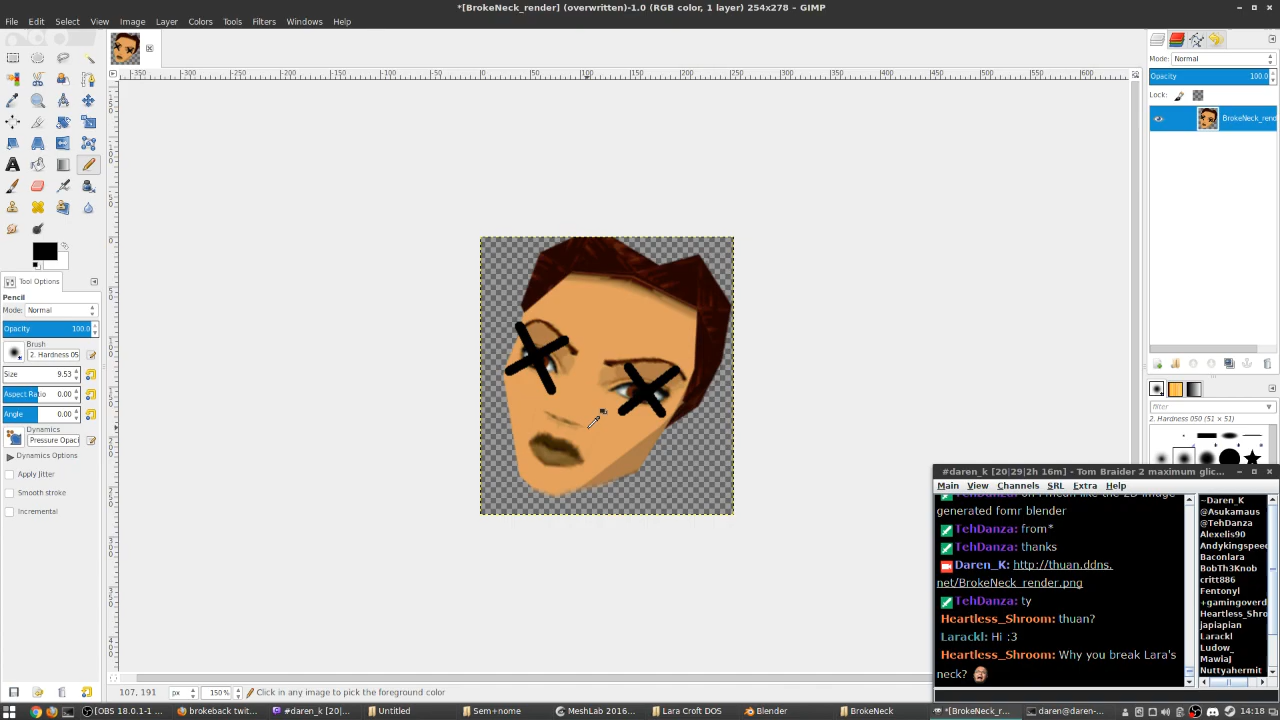 *[BrokeNeck_render] (overwritten)-1.0 (RGB color, 1 layer) 254x278 – GIMP
File Edit Select View Image Layer Colors Tools Filters Windows Help
Mode: Normal
Opacity 100.0
Lock:
BrokeNeck_rend
Tool Options
Pencil
Mode: Normal
Opacity 100.0
Brush
2. Hardness 05
Size 9.53
Aspect Ratio 0.00
Angle 0.00
Dynamics
Pressure Opaci
Dynamics Options
Apply Jitter
Smooth stroke
Incremental
filter
2. Hardness 050 (51 × 51)
#daren_k [20|29|2h 16m] - Tom Braider 2 maximum glic...
Main View Channels SRL Extra Help
generated fomr blender
TehDanza: from*
TehDanza: thanks
Daren_K: http://thuan.ddns.
net/BrokeNeck_render.png
TehDanza: ty
Heartless_Shroom: thuan?
Larackl: Hi :3
Heartless_Shroom: Why you break Lara's
neck?
~Daren_K
@Asukamaus
@TehDanza
Alexelis90
Andykingspee
Baconlara
BobTh3Knob
critt886
Fentonyl
+gamingoverd
Heartless_Shro
Japiapian
Larackl
Ludow_
MawiaJ
Nuttyahermit
107, 191 px 150% Click in any image to pick the foreground color
[OBS 18.0.1-1 ... brokeback twit... #daren_k [20|... Untitled Sem+nome MeshLab 2016... Lara Croft DOS Blender BrokeNeck *[BrokeNeck_r... daren@daren-... 14:18